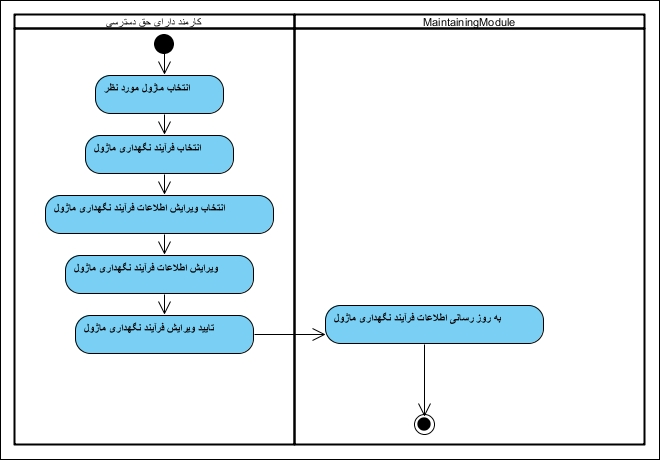 کارمند دارای حق دسترسی
MaintainingModule
انتخاب ماژول مورد نظر
انتخاب فرآیند نگهداری ماژول
انتخاب ویرایش اطلاعات فرآیند نگهداری ماژول
ویرایش اطلاعات فرآیند نگهداری ماژول
تایید ویرایش فرآیند نگهداری ماژول
به روز رسانی اطلاعات فرآیند نگهداری ماژول